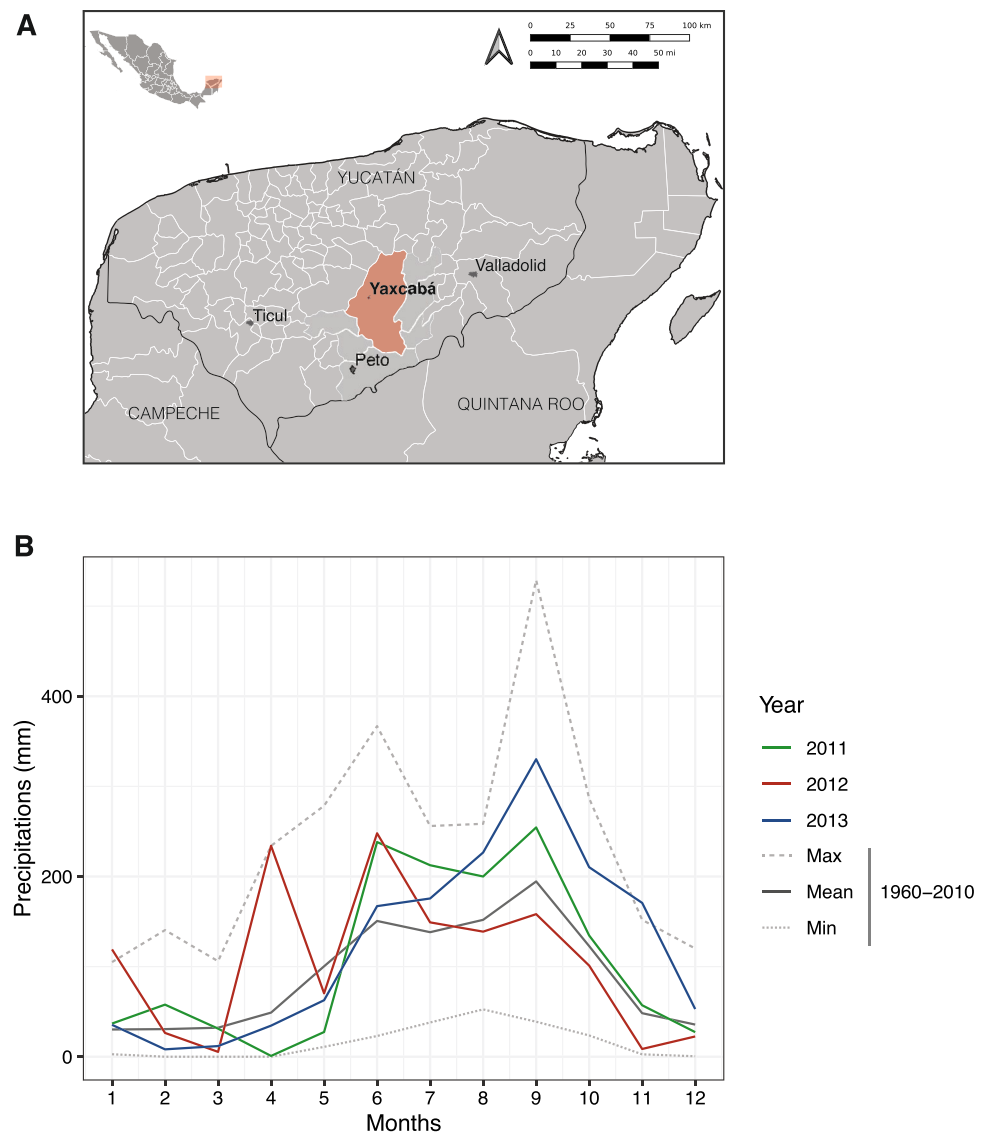 A
0 25 50 75 100 km
0 10 20 30 40 50 mi
YUCATÁN
Valladolid
Yaxcabá
Ticul
Peto
CAMPECHE
QUINTANA ROO
B
Precipitations (mm)
400
200
0
1 2 3 4 5 6 7 8 9 10 11 12
Months
Year
2011
2012
2013
Max
Mean
Min
1960–2010